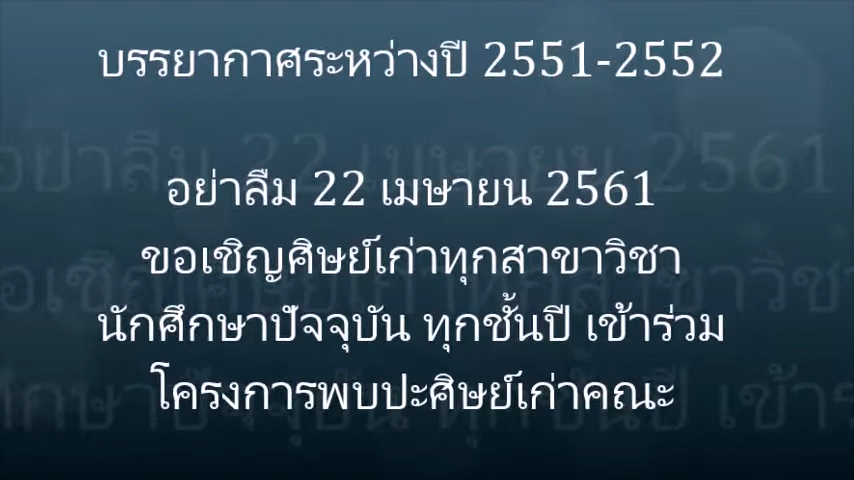 บรรยากาศระหว่างปี 2551-2552
อย่าลืม 22 เมษายน 2561
ขอเชิญศิษย์เก่าทุกสาขาวิชา
นักศึกษาปัจจุบัน ทุกชั้นปี เข้าร่วม
โครงการพบปะศิษย์เก่าคณะ